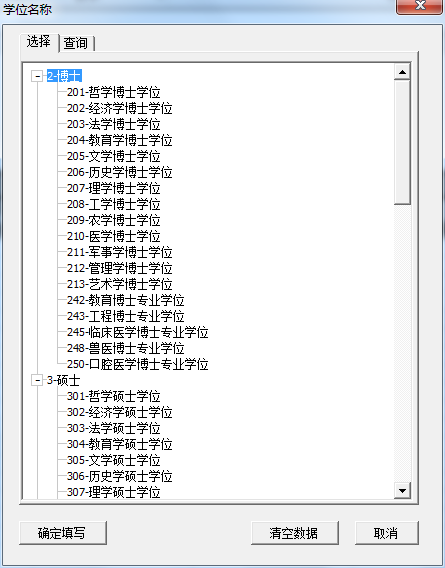 学位名称
选择 查询
2-博士
201-哲学博士学位
202-经济学博士学位
203-法学博士学位
204-教育学博士学位
205-文学博士学位
206-历史学博士学位
207-理学博士学位
208-工学博士学位
209-农学博士学位
210-医学博士学位
211-军事学博士学位
212-管理学博士学位
213-艺术学博士学位
242-教育博士专业学位
243-工程博士专业学位
245-临床医学博士专业学位
248-兽医博士专业学位
250-口腔医学博士专业学位
3-硕士
301-哲学硕士学位
302-经济学硕士学位
303-法学硕士学位
304-教育学硕士学位
305-文学硕士学位
306-历史学硕士学位
307-理学硕士学位
确定填写 清空数据 取消